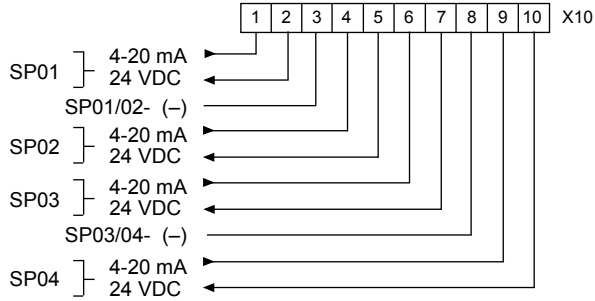 1 2 3 4 5 6 7 8 9 10 X10
4-20 mA
SP01
24 VDC
SP01/02- (–)
4-20 mA
SP02
24 VDC
4-20 mA
SP03
24 VDC
SP03/04- (–)
4-20 mA
SP04
24 VDC